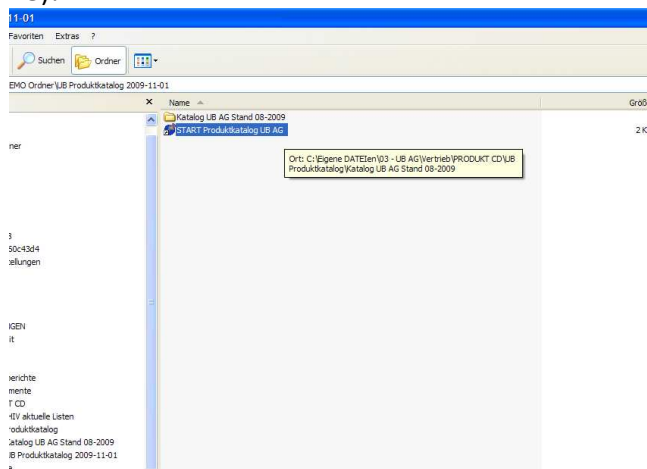 11-01
Favoriten Extras ?
Suchen Ordner
EMO Ordner\UB Produktkatalog 2009-11-01
× Name Größ
Katalog UB AG Stand 08-2009
START Produktkatalog UB AG 2 K
ner
Ort: C:\Eigene DATEIen\03 - UB AG\Vertrieb\PRODUKT CD\UB
Produktkatalog\Katalog UB AG Stand 08-2009
50c43d4
ellungen
IGEN
it
berichte
mente
T CD
HIV aktuelle Listen
roduktkatalog
Katalog UB AG Stand 08-2009
JB Produktkatalog 2009-11-01